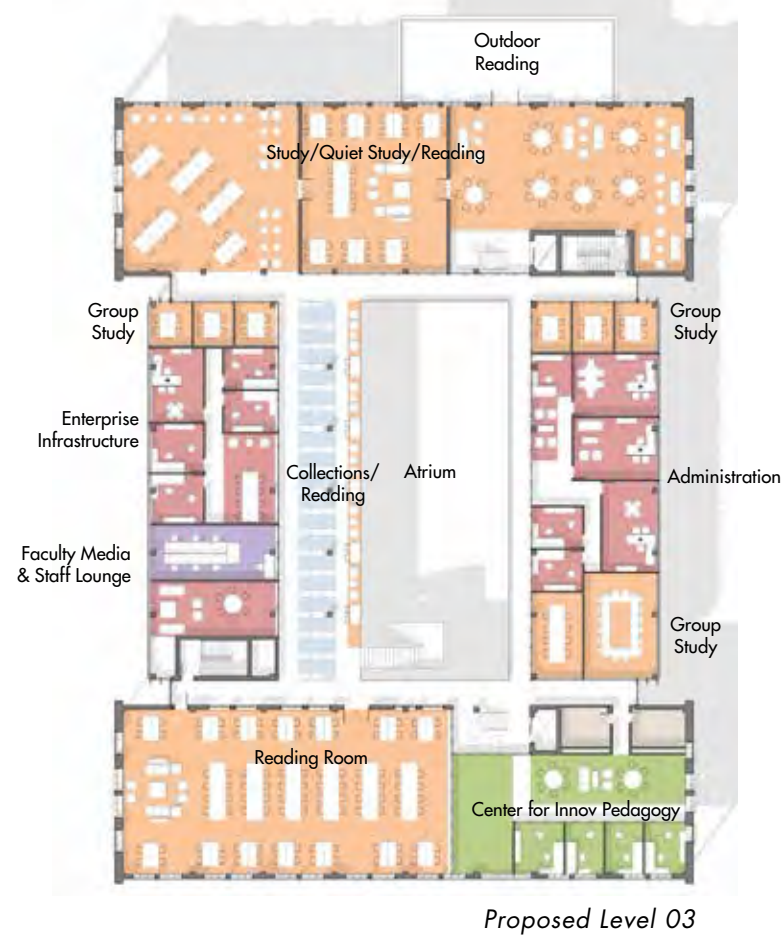 Outdoor
Reading
Study/Quiet Study/Reading
Group
Study
Group
Study
Enterprise
Infrastructure
Collections/
Reading
Atrium
Administration
Faculty Media
& Staff Lounge
Group
Study
Reading Room
Center for Innov Pedagogy
Proposed Level 03